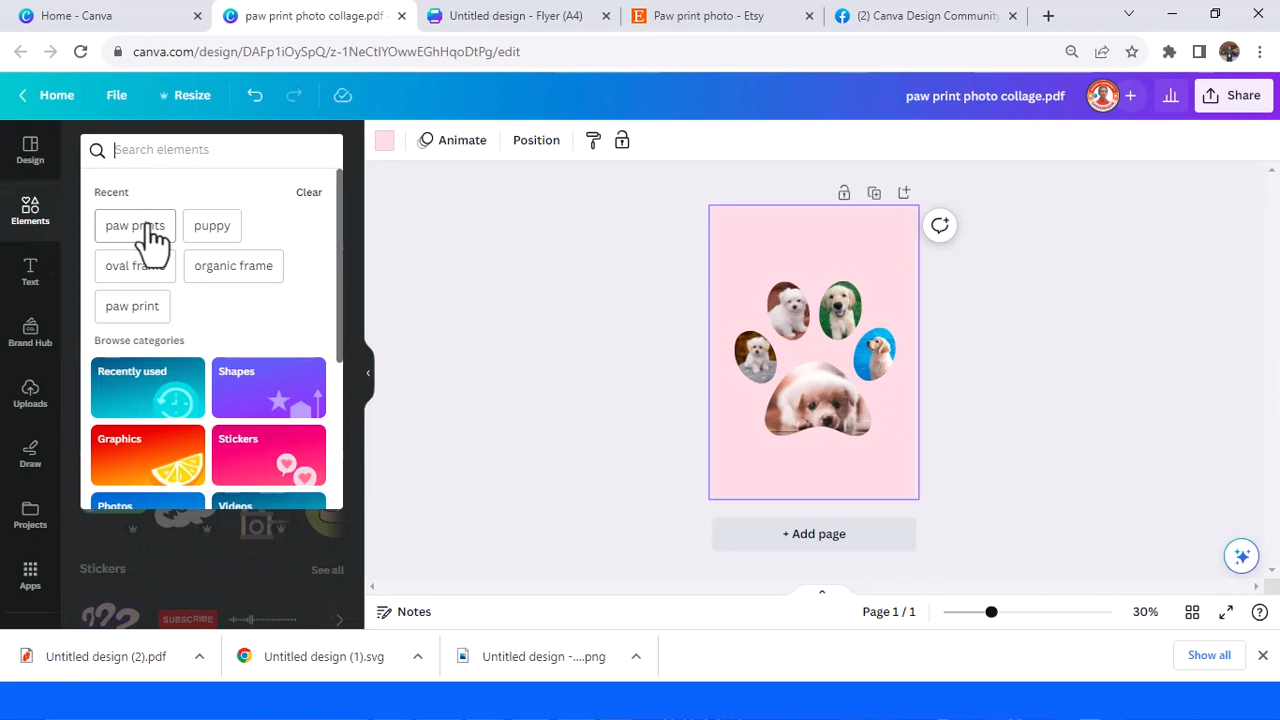 Home - Canva
paw print photo collage.pdf -
Untitled design - Flyer (A4)
Paw print photo - Etsy
(2) Canva Design Community
canva.com/design/DAFp1iOySpQ/z-1NeCtIYOwwEGhHqoDtPg/edit
Home
File
Resize
paw print photo collage.pdf
Share
Design
Elements
Text
Brand Hub
Uploads
Draw
Projects
Apps
Search elements
Recent
Clear
paw prints
puppy
oval frame
organic frame
paw print
Browse categories
Recently used
Shapes
Graphics
Stickers
Photos
Videos
Stickers
See all
SUBSCRIBE
Animate
Position
+ Add page
Notes
Page 1 / 1
30%
Untitled design (2).pdf
Untitled design (1).svg
Untitled design -....png
Show all